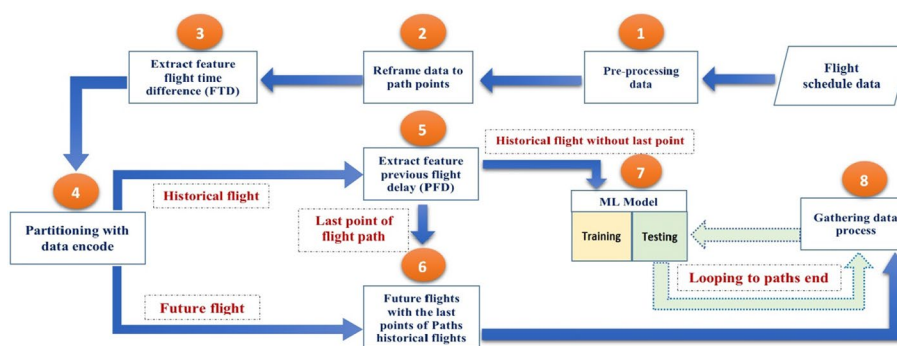 3
Extract feature
flight time
difference (FTD)
2
Reframe data to
path points
1
Pre-processing
data
Flight
schedule data
4
Partitioning with
data encode
Historical flight
Future flight
5
Extract feature
previous flight
delay (PFD)
Historical flight without last point
Last point of
flight path
6
Future flights
with the last
points of Paths
historical flights
7
ML Model
Training
Testing
8
Gathering data
process
Looping to paths end